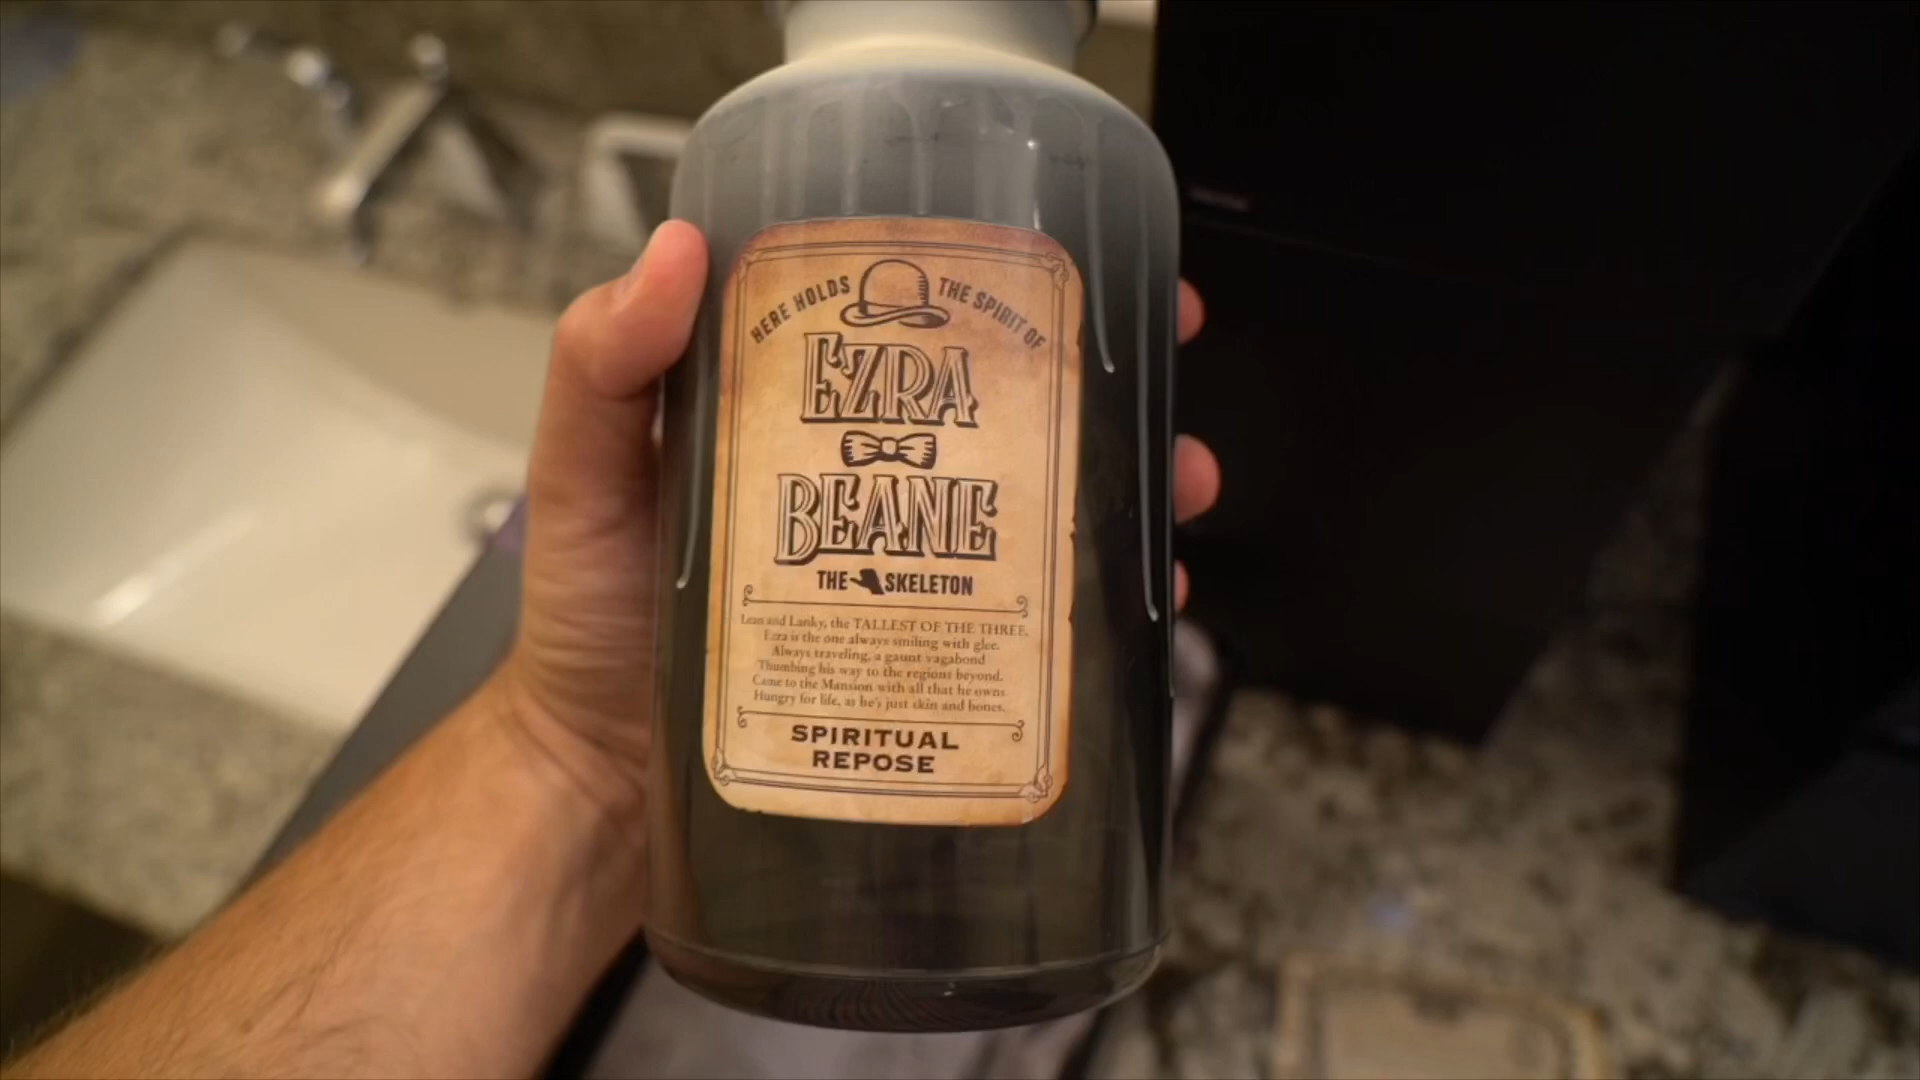 HERE HOLDS THE SPIRIT OF
EZRA
BEANE
THE SKELETON
Lean and Lanky, the TALLEST OF THE THREE,
Ezra is the one always smiling with glee.
Always traveling, a gaunt vagabond
Thumbing his way to the regions beyond.
Came to the Mansion with all that he owns
Hungry for life, as he's just skin and bones.
SPIRITUAL
REPOSE